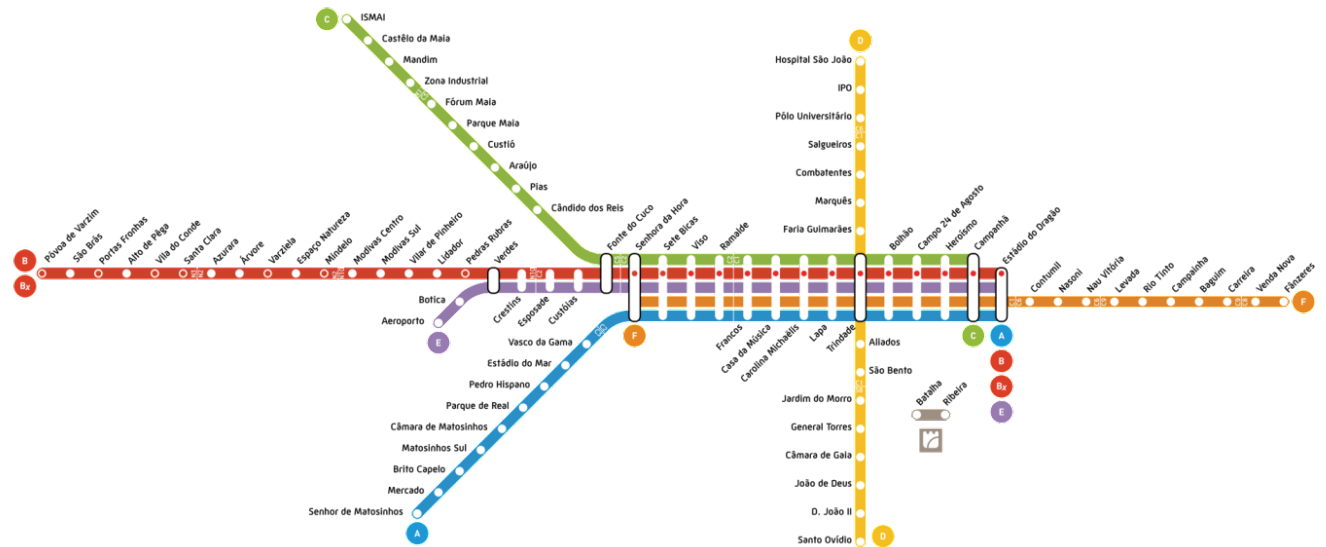 C
ISMAI
Castêlo da Maia
Mandim
Zona Industrial
Fórum Maia
Parque Maia
Custió
Araújo
Pias
Cândido dos Reis
D
Hospital São João
IPO
Pólo Universitário
Salgueiros
Combatentes
Marquês
Faria Guimarães
B
Bx
Póvoa de Varzim
São Brás
Portas Fronhas
Alto de Pêga
Vila do Conde
Santa Clara
Azurara
Árvore
Varziela
Espaço Natureza
Mindelo
Modivas Centro
Modivas Sul
Vilar de Pinheiro
Lidador
Pedras Rubras
Verdes
Fonte do Cuco
Senhora da Hora
Sete Bicas
Viso
Ramalde
Bolhão
Campo 24 de Agosto
Heroísmo
Campanhã
Estádio do Dragão
Contumil
Nasoni
Nau Vitória
Levada
Rio Tinto
Campainha
Baguim
Carreira
Venda Nova
Fânzeres
F
Botica
Aeroporto
E
Crestins
Esposade
Custóias
F
Francos
Casa da Música
Carolina Michaëlis
Lapa
Trindade
C
A
B
Bx
E
Vasco da Gama
Estádio do Mar
Pedro Hispano
Parque de Real
Câmara de Matosinhos
Matosinhos Sul
Brito Capelo
Mercado
Senhor de Matosinhos
A
Aliados
São Bento
Jardim do Morro
General Torres
Câmara de Gaia
João de Deus
D. João II
Santo Ovídio
D
Batalha
Ribeira